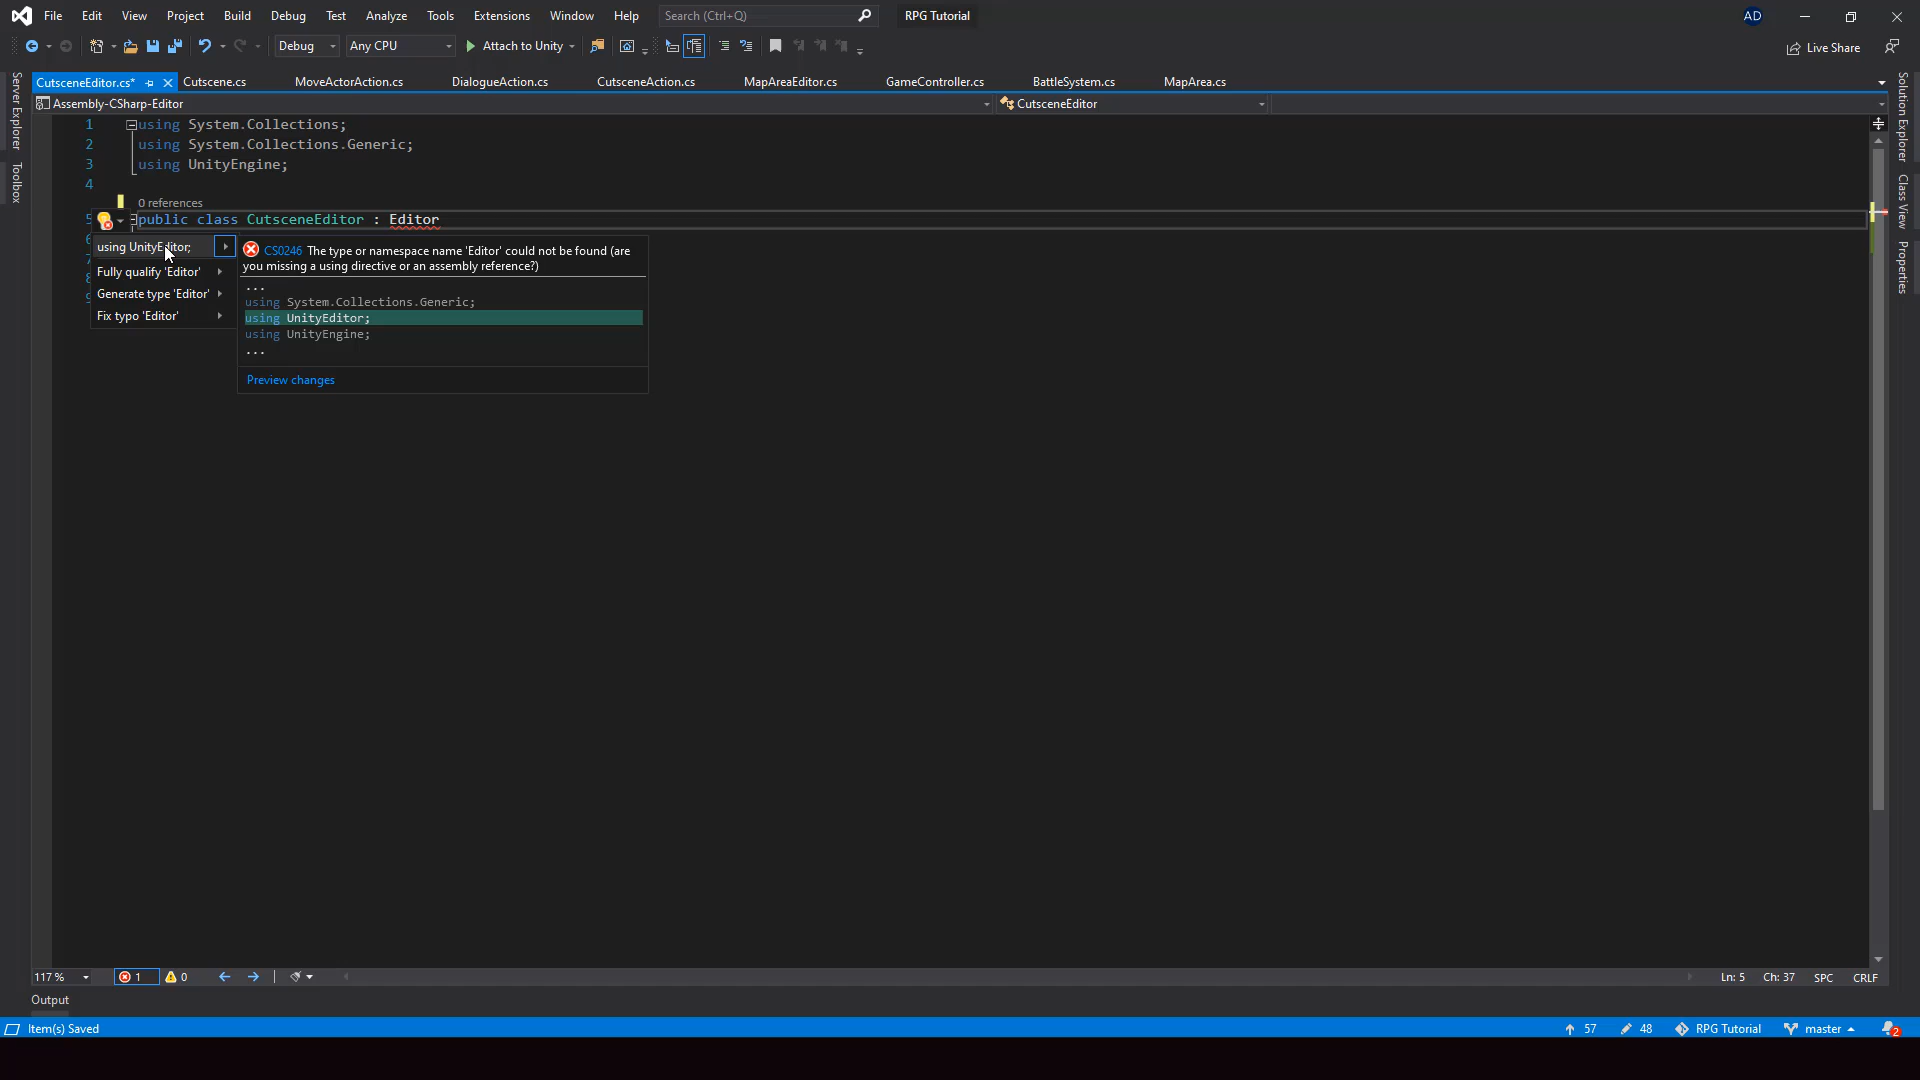 File Edit View Project Build Debug Test Analyze Tools Extensions Window Help Search (Ctrl+Q) RPG Tutorial AD
Debug Any CPU Attach to Unity Live Share
CutsceneEditor.cs* Cutscene.cs MoveActorAction.cs DialogueAction.cs CutsceneAction.cs MapAreaEditor.cs GameController.cs BattleSystem.cs MapArea.cs
Assembly-CSharp-Editor CutsceneEditor
Server Explorer
Toolbox
Solution Explorer
Class View
Properties
1 using System.Collections;
2 using System.Collections.Generic;
3 using UnityEngine;
4
0 references
5 public class CutsceneEditor : Editor
using UnityEditor;
Fully qualify 'Editor'
Generate type 'Editor'
Fix typo 'Editor'
CS0246 The type or namespace name 'Editor' could not be found (are
you missing a using directive or an assembly reference?)
...
using System.Collections.Generic;
using UnityEditor;
using UnityEngine;
...
Preview changes
117 % 1 0 Ln: 5 Ch: 37 SPC CRLF
Output
Item(s) Saved 57 48 RPG Tutorial master 2